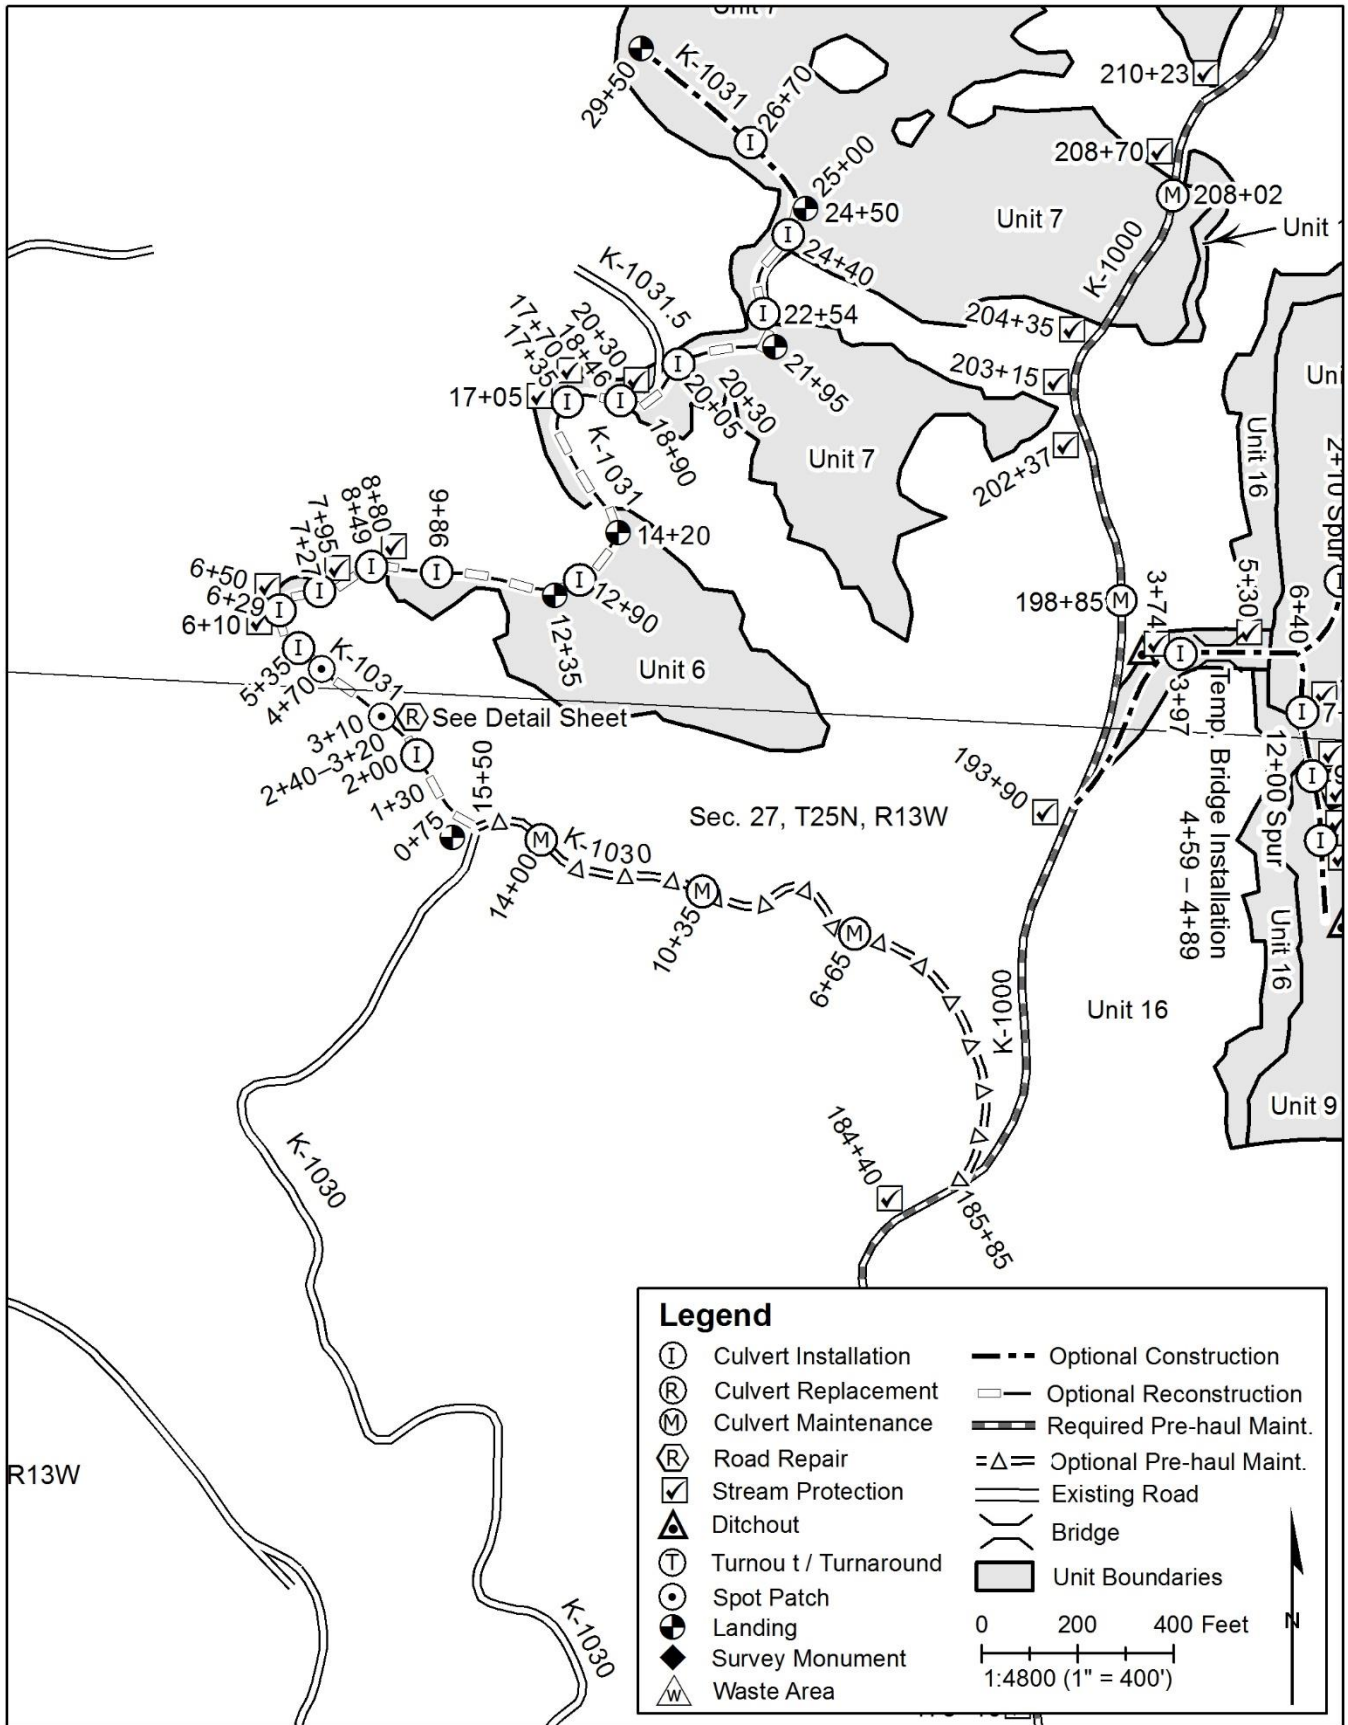 Unit 7
K-1031
29+50
26+70
25+00
24+50
24+40
Unit 7
210+23
208+70
208+02
Unit 1
K-1000
K-1031.5
22+54
204+35
203+15
202+37
17+70
17+35
20+30
18+46
17+05
20+30
20+05
21+95
18+90
K-1031
Unit 7
Unit 16
2+10 Spur
14+20
9+86
8+80
8+49
7+95
7+27
6+50
6+29
6+10
12+90
12+35
Unit 6
198+85
3+74
5+30
6+40
5+35
4+70
K-1031
3+10
See Detail Sheet
2+40–3+20
2+00
1+30
0+75
15+50
3+97
Temp. Bridge Installation
4+59 – 4+89
12+00 Spur
193+90
Sec. 27, T25N, R13W
14+00
K-1030
10+35
6+65
K-1000
Unit 16
Unit 16
Unit 9
184+40
185+85
K-1030
R13W
K-1030
Legend
I Culvert Installation
R Culvert Replacement
M Culvert Maintenance
R Road Repair
Stream Protection
Ditchout
T Turnou t / Turnaround
Spot Patch
Landing
Survey Monument
W Waste Area
Optional Construction
Optional Reconstruction
Required Pre-haul Maint.
Optional Pre-haul Maint.
Existing Road
Bridge
Unit Boundaries
0 200 400 Feet
1:4800 (1" = 400')
N